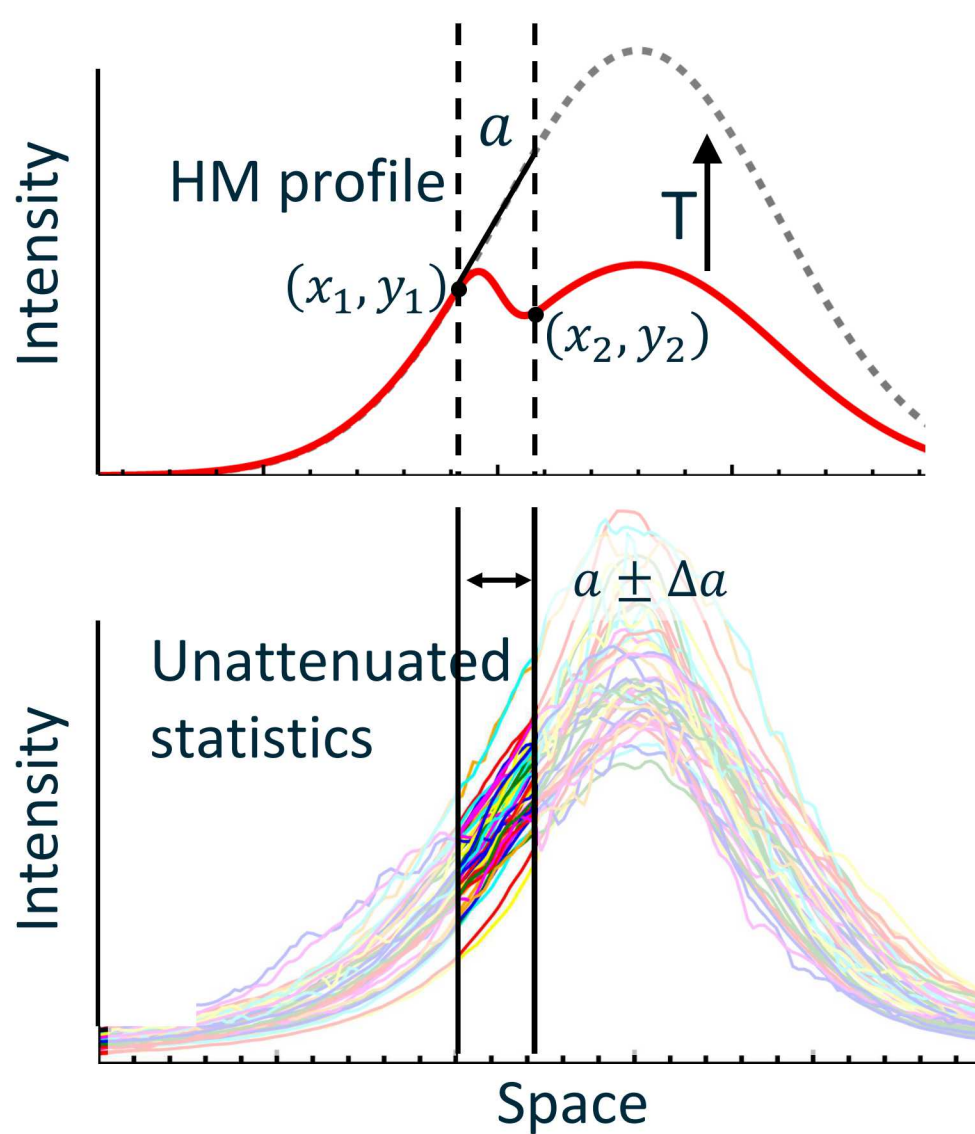 Intensity
HM profile
a
T
(x₁, y₁)
(x₂, y₂)
Intensity
Unattenuated
statistics
a ± Δa
Space